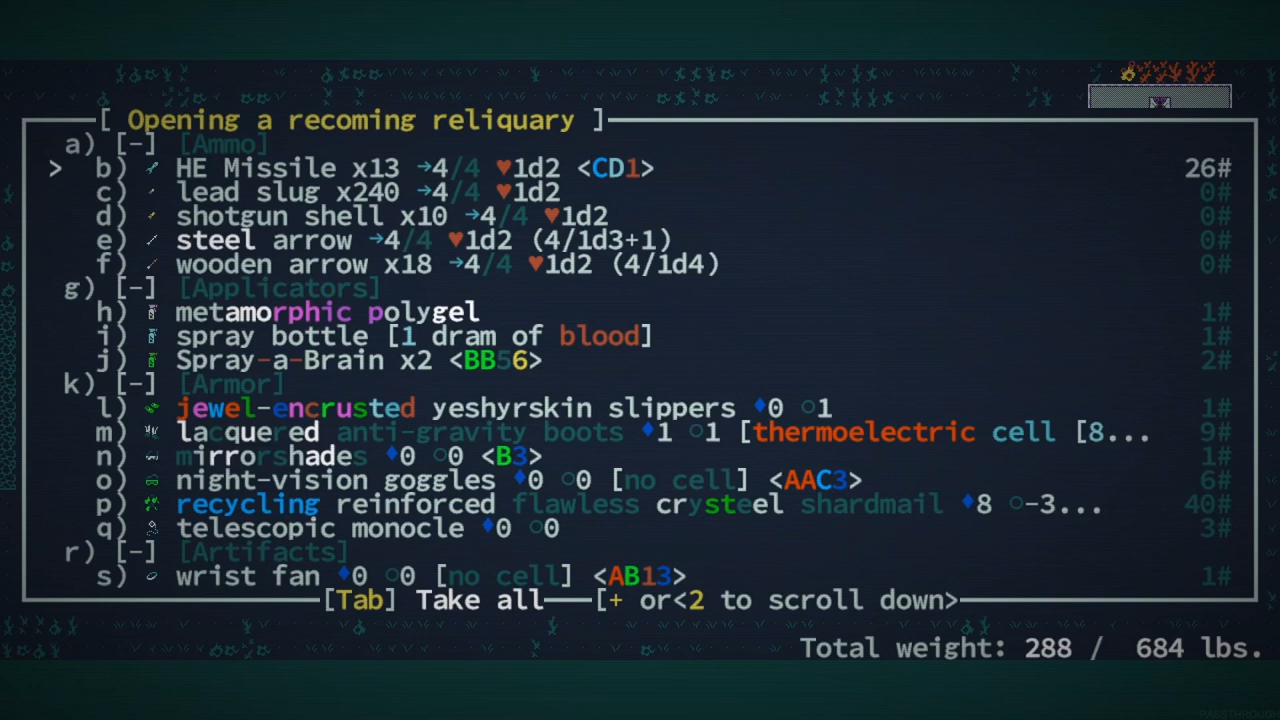 [ Opening a recoming reliquary ]
a) [-] [Ammo]
> b) HE Missile x13 →4/4 ♥1d2 <CD1> 26#
c) lead slug x240 →4/4 ♥1d2 0#
d) shotgun shell x10 →4/4 ♥1d2 0#
e) steel arrow →4/4 ♥1d2 (4/1d3+1) 0#
f) wooden arrow x18 →4/4 ♥1d2 (4/1d4) 0#
g) [-] [Applicators]
h) metamorphic polygel 1#
i) spray bottle [1 dram of blood] 1#
j) Spray-a-Brain x2 <BB56> 2#
k) [-] [Armor]
l) jewel-encrusted yeshyrskin slippers ♦0 ○1 1#
m) lacquered anti-gravity boots ♦1 ○1 [thermoelectric cell [8... 9#
n) mirrorshades ♦0 ○0 <B3> 1#
o) night-vision goggles ♦0 ○0 [no cell] <AAC3> 6#
p) recycling reinforced flawless crysteel shardmail ♦8 ○-3... 40#
q) telescopic monocle ♦0 ○0 3#
r) [-] [Artifacts]
s) wrist fan ♦0 ○0 [no cell] <AB13> 1#
[Tab] Take all [+ or<2 to scroll down>
Total weight: 288 / 684 lbs.